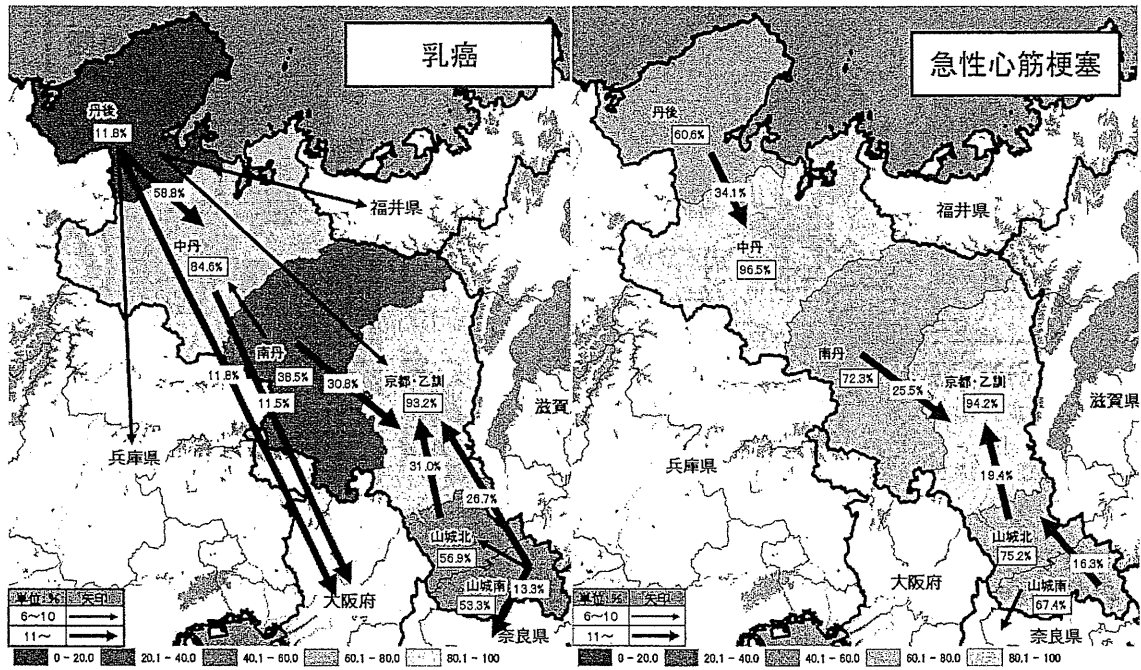 乳癌
丹後
11.8%
58.8%
福井県
中丹
84.6%
南丹
38.5%
30.8%
11.8%
11.5%
京都・乙訓
93.2%
滋賀
兵庫県
31.0%
26.7%
山城北
56.9%
山城南
53.3%
13.3%
大阪府
奈良県
単位:% 矢印
6～10
11～
0-20.0 20.1-40.0 40.1-60.0 60.1-80.0 80.1-100
急性心筋梗塞
丹後
60.6%
34.1%
福井県
中丹
96.5%
南丹
72.3%
25.5%
京都・乙訓
94.2%
滋賀県
兵庫県
19.4%
山城北
75.2%
16.3%
山城南
67.4%
大阪府
奈良県
単位:% 矢印
6～10
11～
0-20.0 20.1-40.0 40.1-60.0 60.1-80.0 80.1-100